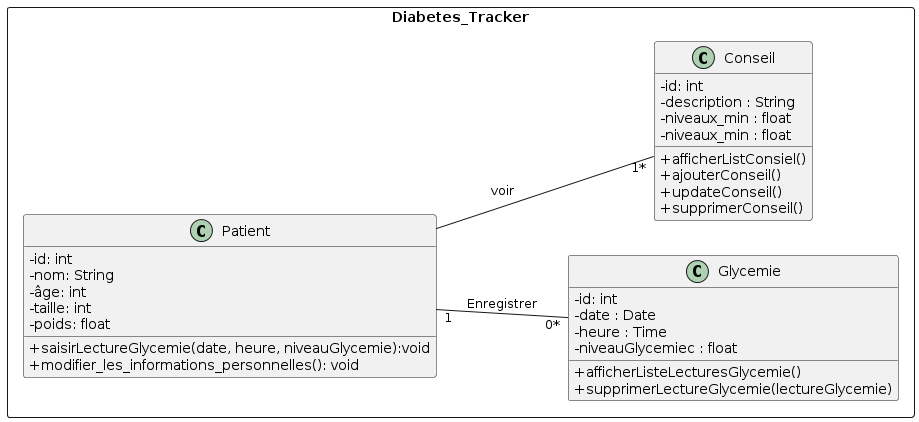 Diabetes_Tracker
C Conseil
-id: int
-description : String
-niveaux_min : float
-niveaux_min : float
+afficherListConsiel()
+ajouterConseil()
+updateConseil()
+supprimerConseil()
voir
1*
C Patient
-id: int
-nom: String
-âge: int
-taille: int
-poids: float
+saisirLectureGlycemie(date, heure, niveauGlycemie):void
+modifier_les_informations_personnelles(): void
Enregistrer
1
0*
C Glycemie
-id: int
-date : Date
-heure : Time
-niveauGlycemiec : float
+afficherListeLecturesGlycemie()
+supprimerLectureGlycemie(lectureGlycemie)